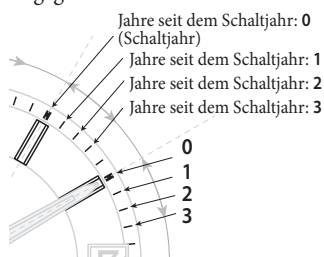 Jahre seit dem Schaltjahr: 0
(Schaltjahr)
Jahre seit dem Schaltjahr: 1
Jahre seit dem Schaltjahr: 2
Jahre seit dem Schaltjahr: 3
0
1
2
3